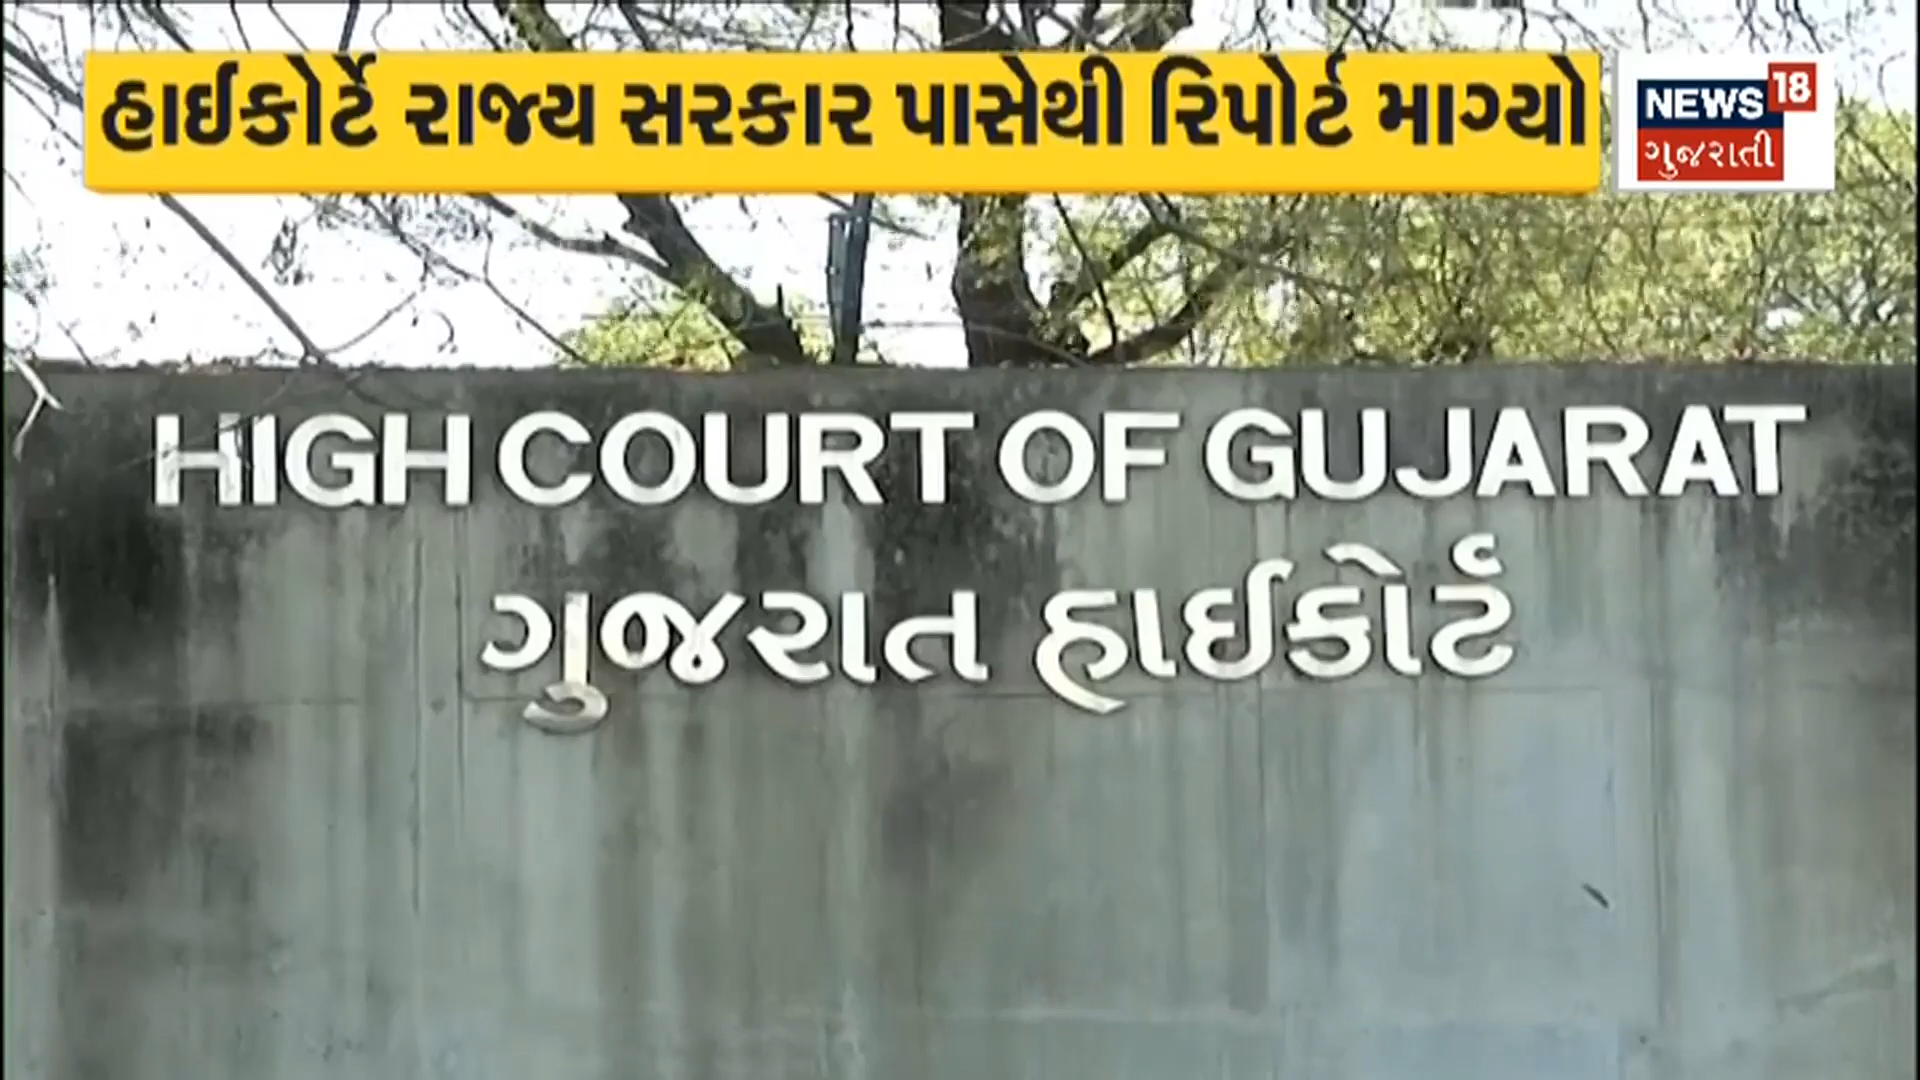 હાઈકોર્ટે રાજ્ય સરકાર પાસેથી રિપોર્ટ માગ્યો
NEWS 18
ગુજરાતી
HIGH COURT OF GUJARAT
ગુજરાત હાઈકોર્ટ